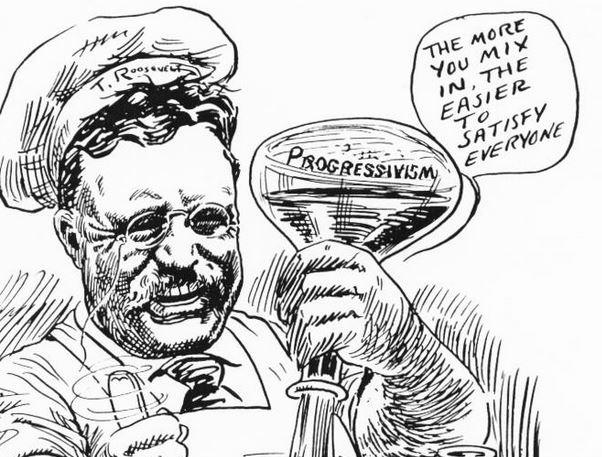 T. Roosevelt
PROGRESSIVISM
THE MORE
YOU MIX
IN, THE
EASIER
TO
SATISFY
EVERYONE